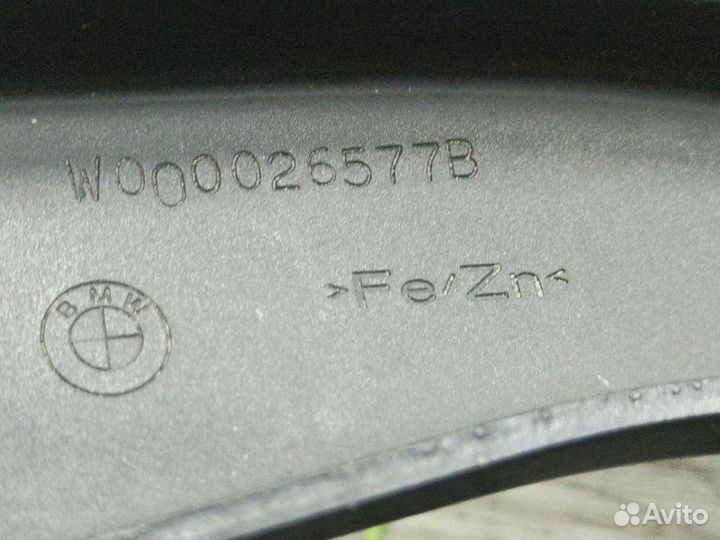 W000026577B
BMW
>Fe/Zn<
Avito